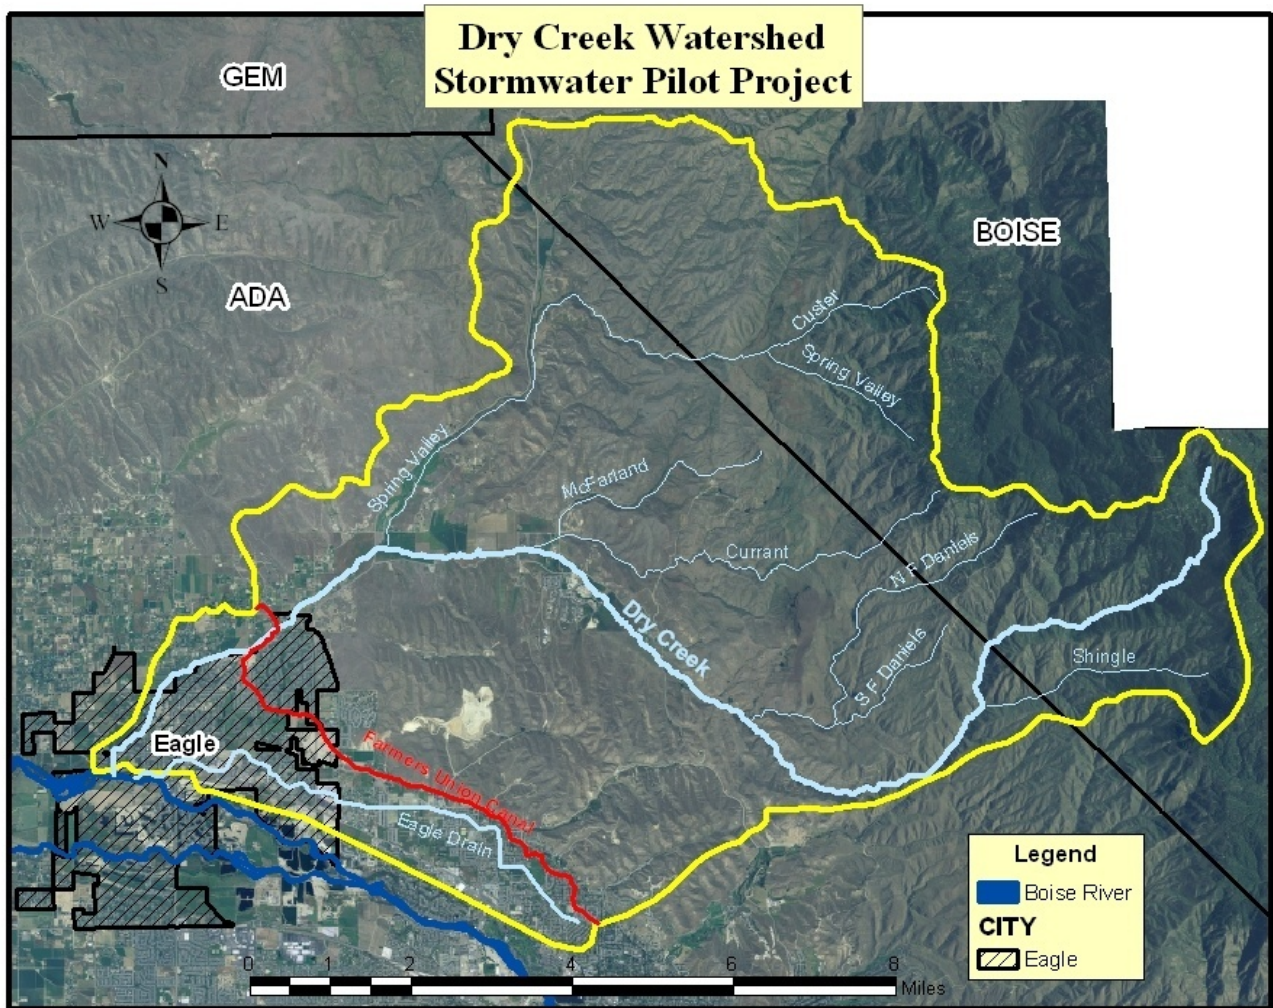 Dry Creek Watershed
Stormwater Pilot Project
GEM
N
W
E
S
BOISE
ADA
Custer
Spring Valley
Spring Valley
McFarland
Currant
N F Daniels
Dry Creek
S F Daniels
Shingle
Eagle
Farmers Union Canal
Eagle Drain
Legend
Boise River
CITY
Eagle
0 2 4 6 8
Miles